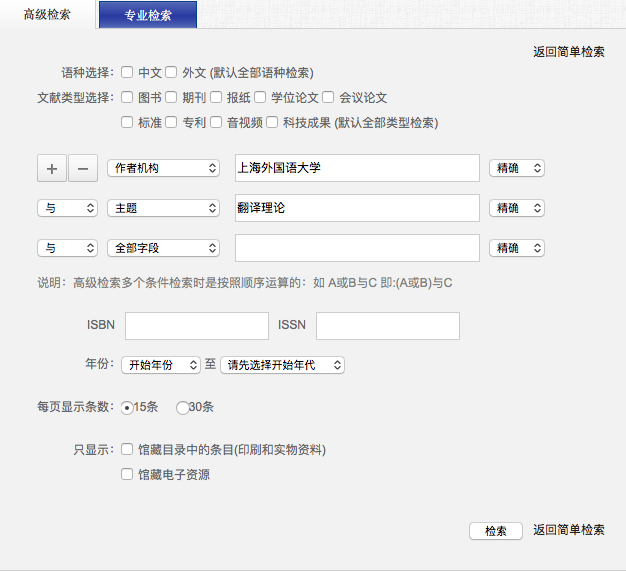 高级检索 专业检索
返回简单检索
语种选择： 中文 外文 (默认全部语种检索)
文献类型选择： 图书 期刊 报纸 学位论文 会议论文
标准 专利 音视频 科技成果 (默认全部类型检索)
+ − 作者机构 上海外国语大学 精确
与 主题 翻译理论 精确
与 全部字段 精确
说明：高级检索多个条件检索时是按照顺序运算的：如 A或B与C 即:(A或B)与C
ISBN ISSN
年份： 开始年份 至 请先选择开始年代
每页显示条数： 15条 30条
只显示： 馆藏目录中的条目(印刷和实物资料)
馆藏电子资源
检索 返回简单检索